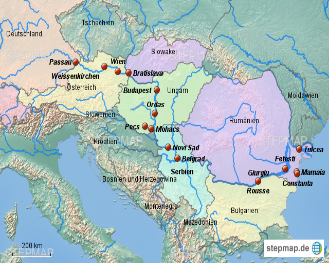 Tschechien
Deutschland
Slowakei
Passau
Wien
Weissenkirchen
Bratislava
Österreich
Budapest
Ungarn
Moldawien
Ordas
Slowenien
Pecs
Mohacs
Rumänien
Kroatien
Novi Sad
Tulcea
Belgrad
Fetesti
Serbien
Giurgiu
Mamaia
Bosnien und Herzegowina
Constanta
Rousse
Montenegro
Bulgarien
Mazedonien
200 km
stepmap.de